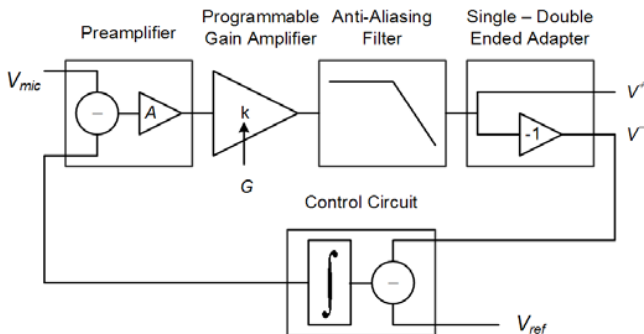 Preamplifier
Programmable
Gain Amplifier
Anti-Aliasing
Filter
Single – Double
Ended Adapter
Vmic
A
k
G
-1
V+
V−
Control Circuit
∫
Vref